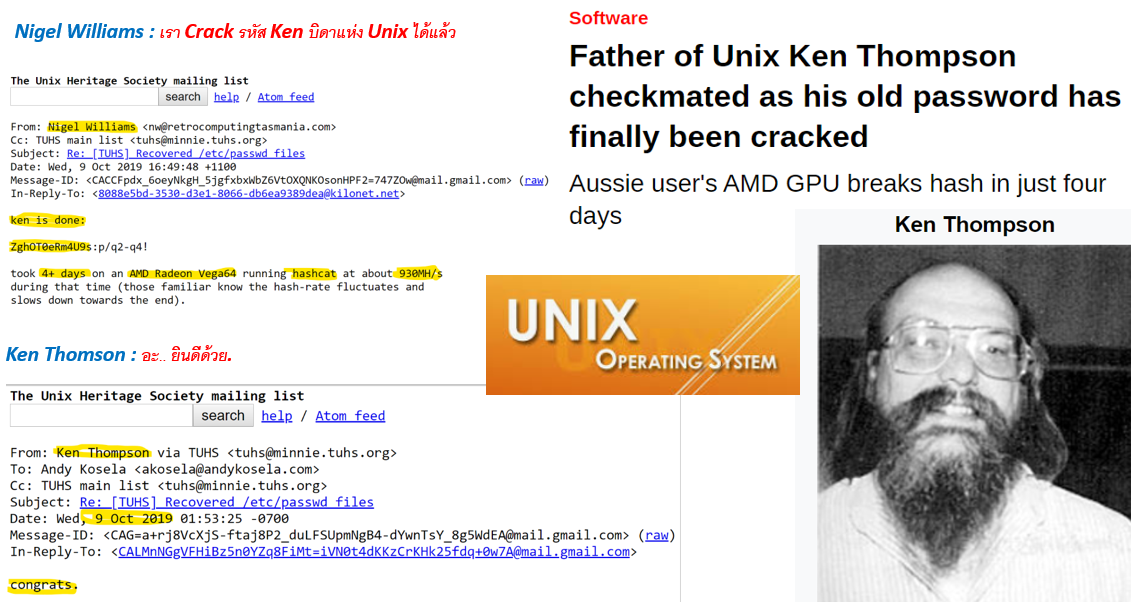 Nigel Williams : เรา Crack รหัส Ken บิดาแห่ง Unix ได้แล้ว
The Unix Heritage Society mailing list
search help / Atom feed
From: Nigel Williams <nw@retrocomputingtasmania.com>
Cc: TUHS main list <tuhs@minnie.tuhs.org>
Subject: Re: [TUHS] Recovered /etc/passwd files
Date: Wed, 9 Oct 2019 16:49:48 +1100
Message-ID: <CACCFpdx_6oeyNkgH_5jgfxbxWbZ6VtOXQNKOsonHPF2=747ZOw@mail.gmail.com> (raw)
In-Reply-To: <8088e5bd-3530-d3e1-8066-db6ea9389dea@kilonet.net>
ken is done:
ZghOT0eRm4U9s:p/q2-q4!
took 4+ days on an AMD Radeon Vega64 running hashcat at about 930MH/s
during that time (those familiar know the hash-rate fluctuates and
slows down towards the end).
Ken Thomson : อะ.. ยินดีด้วย.
The Unix Heritage Society mailing list
search help / Atom feed
From: Ken Thompson via TUHS <tuhs@minnie.tuhs.org>
To: Andy Kosela <akosela@andykosela.com>
Cc: TUHS main list <tuhs@minnie.tuhs.org>
Subject: Re: [TUHS] Recovered /etc/passwd files
Date: Wed, 9 Oct 2019 01:53:25 -0700
Message-ID: <CAG=a+rj8VcXjS-ftaj8P2_duLFSUpmNgB4-dYwnTsY_8g5WdEA@mail.gmail.com> (raw)
In-Reply-To: <CALMnNGgVFHiBz5n0YZq8FiMt=iVN0t4dKKzCrKHk25fdq+0w7A@mail.gmail.com>
congrats.
Software
Father of Unix Ken Thompson
checkmated as his old password has
finally been cracked
Aussie user's AMD GPU breaks hash in just four
days
Ken Thompson
UNIX
OPERATING SYSTEM